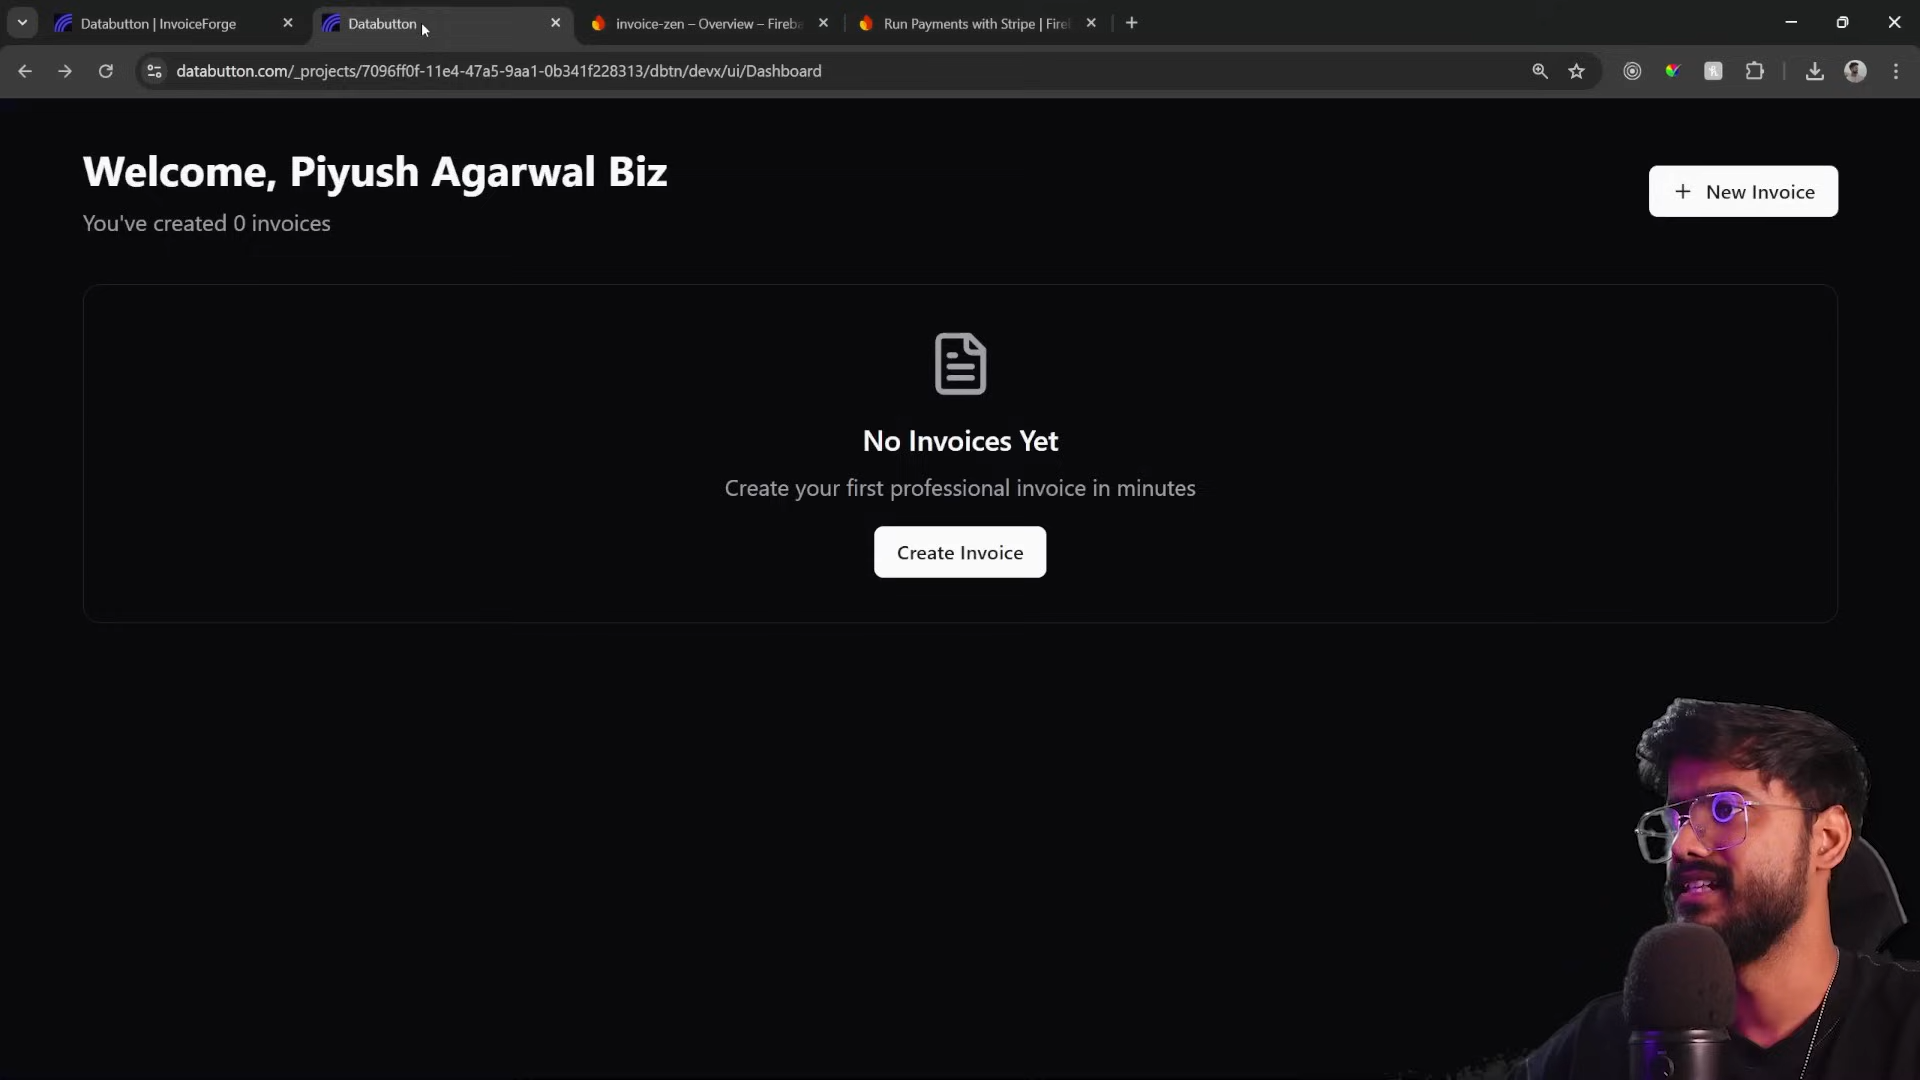 Databutton | InvoiceForge
Databutton
invoice-zen – Overview – Fireba
Run Payments with Stripe | Fire
databutton.com/_projects/7096ff0f-11e4-47a5-9aa1-0b341f228313/dbtn/devx/ui/Dashboard
Welcome, Piyush Agarwal Biz
New Invoice
You've created 0 invoices
No Invoices Yet
Create your first professional invoice in minutes
Create Invoice